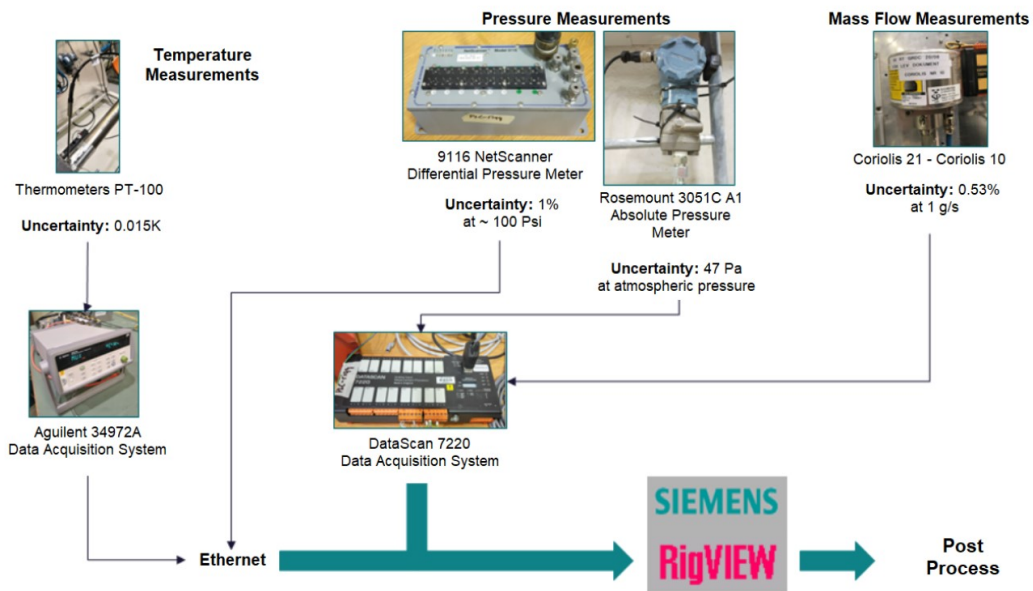 Temperature
Measurements
Pressure Measurements
Mass Flow Measurements
Thermometers PT-100
Uncertainty: 0.015K
9116 NetScanner
Differential Pressure Meter
Uncertainty: 1%
at ~ 100 Psi
Rosemount 3051C A1
Absolute Pressure
Meter
Uncertainty: 47 Pa
at atmospheric pressure
Coriolis 21 - Coriolis 10
Uncertainty: 0.53%
at 1 g/s
Aguilent 34972A
Data Acquisition System
DATASCAN
7220
DataScan 7220
Data Acquisition System
Ethernet
SIEMENS
RigVIEW
Post
Process